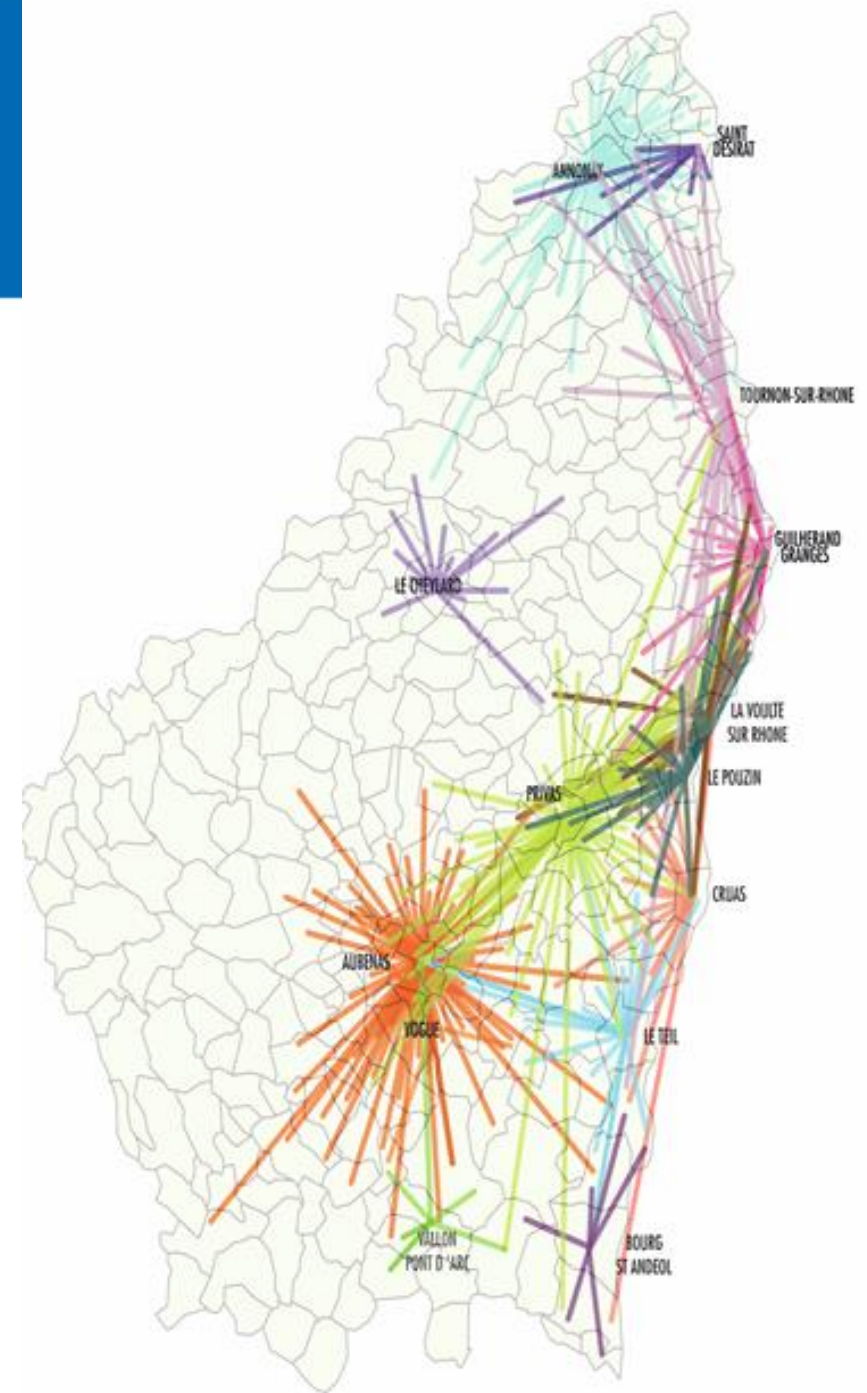 SAINT
DESIRAT
ANNONAY
TOURNON-SUR-RHONE
GUILHERAND
GRANGES
LE CHEYLARD
LA VOULTE
SUR RHONE
LE POUZIN
PRIVAS
CRUAS
AUBENAS
VOGUE
LE TEIL
VALLON
PONT D 'ARC
BOURG
ST ANDEOL